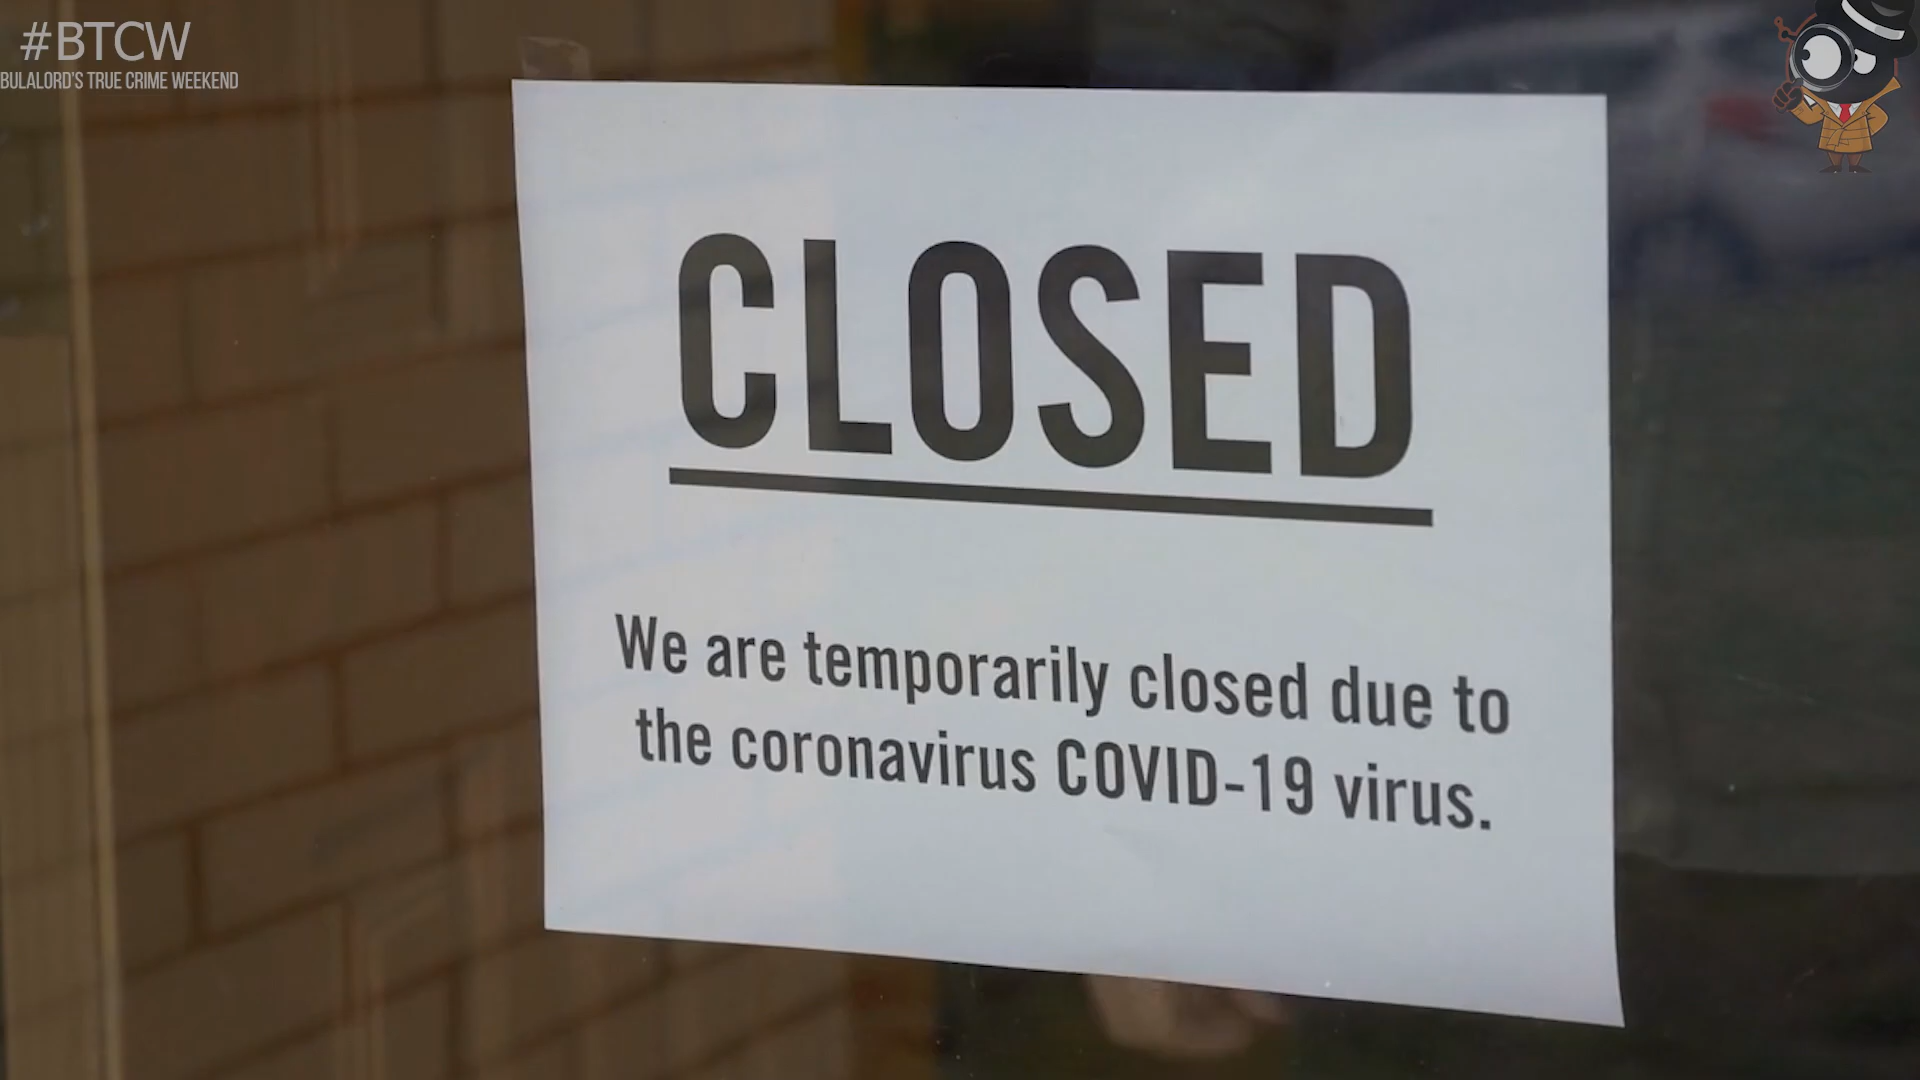 #BTCW
BULALORD'S TRUE CRIME WEEKEND
CLOSED
We are temporarily closed due to
the coronavirus COVID-19 virus.